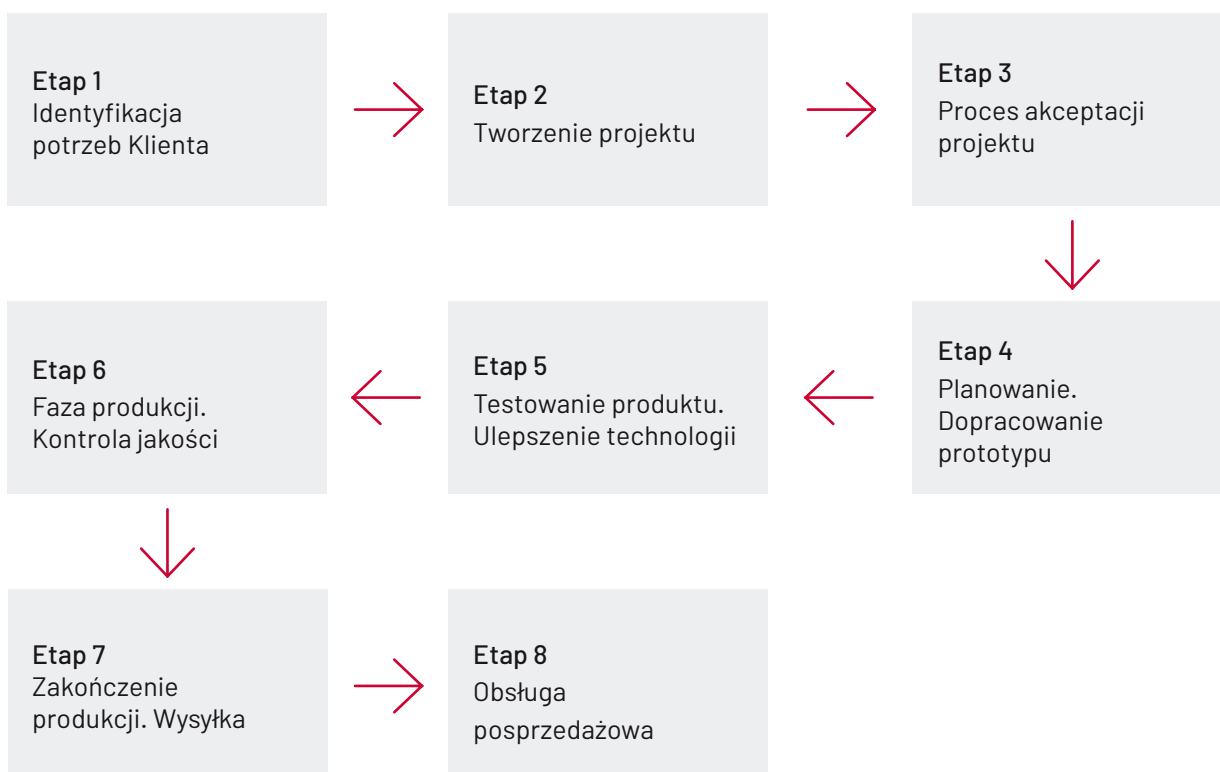 Etap 1
Identyfikacja
potrzeb Klienta
Etap 2
Tworzenie projektu
Etap 3
Proces akceptacji
projektu
Etap 4
Planowanie.
Dopracowanie
prototypu
Etap 5
Testowanie produktu.
Ulepszenie technologii
Etap 6
Faza produkcji.
Kontrola jakości
Etap 7
Zakończenie
produkcji. Wysyłka
Etap 8
Obsługa
posprzedażowa